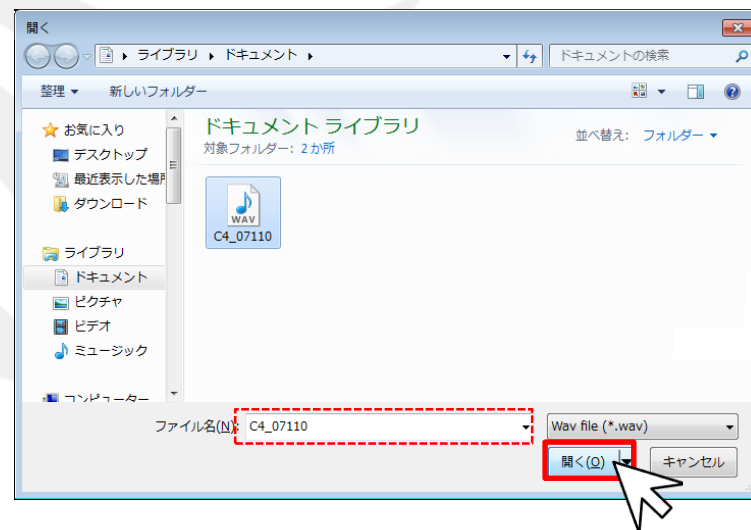 開く
ライブラリ ▸ ドキュメント ▸
ドキュメントの検索
整理 新しいフォルダー
お気に入り
デスクトップ
最近表示した場所
ダウンロード
ライブラリ
ドキュメント
ピクチャ
ビデオ
ミュージック
コンピューター
ドキュメント ライブラリ
対象フォルダー: 2 か所
並べ替え: フォルダー
WAV
C4_07110
ファイル名(N): C4_07110
Wav file (*.wav)
開く(O) キャンセル